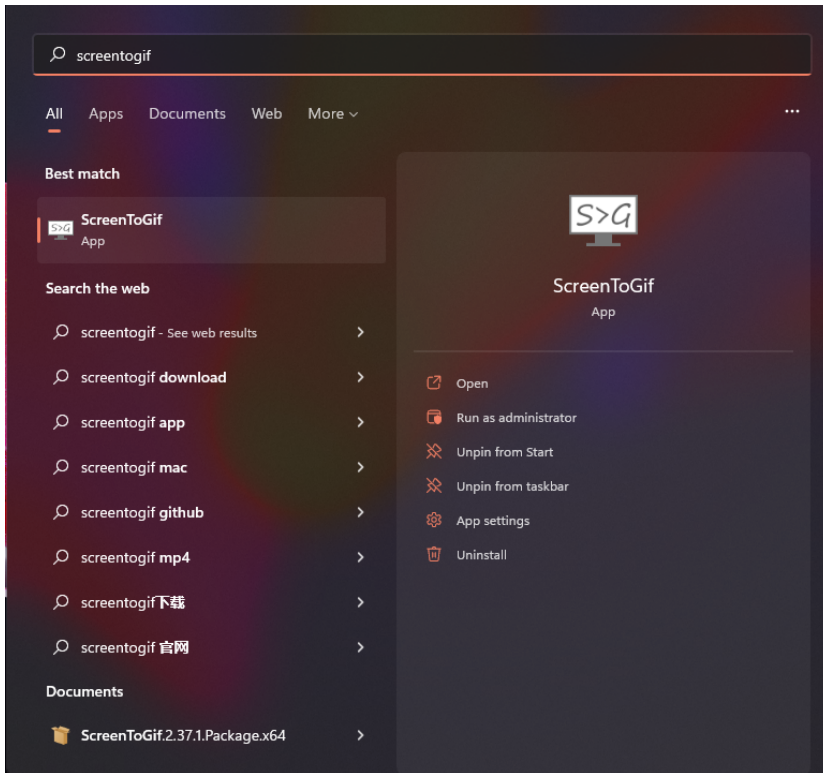 screentogif
All Apps Documents Web More
Best match
ScreenToGif
App
Search the web
screentogif - See web results
screentogif download
screentogif app
screentogif mac
screentogif github
screentogif mp4
screentogif下载
screentogif 官网
Documents
ScreenToGif.2.37.1.Package.x64
S>G
S>G
ScreenToGif
App
Open
Run as administrator
Unpin from Start
Unpin from taskbar
App settings
Uninstall